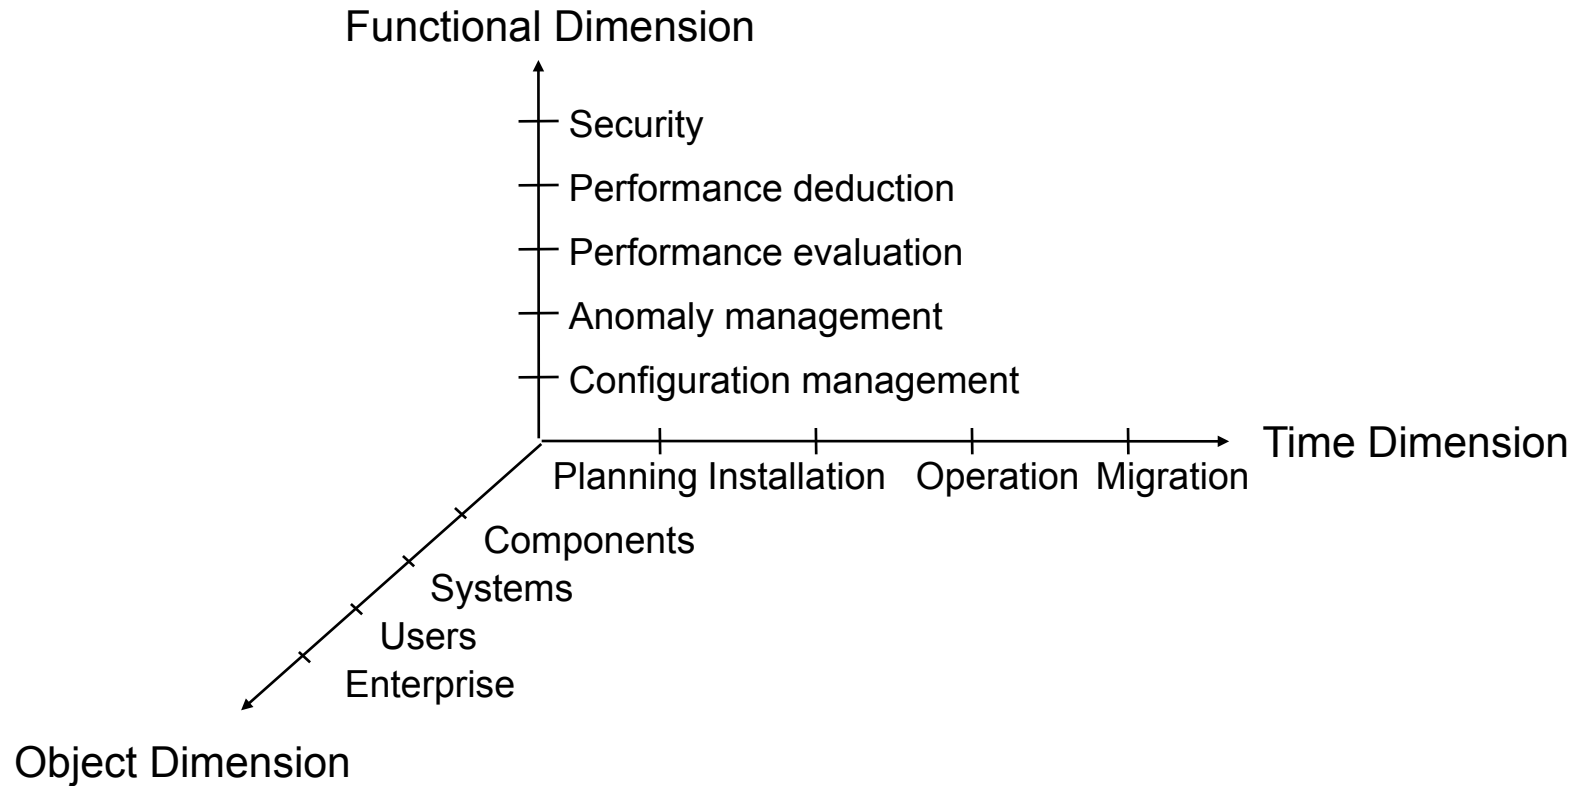 Functional Dimension
Security
Performance deduction
Performance evaluation
Anomaly management
Configuration management
Time Dimension
Planning Installation Operation Migration
Components
Systems
Users
Enterprise
Object Dimension